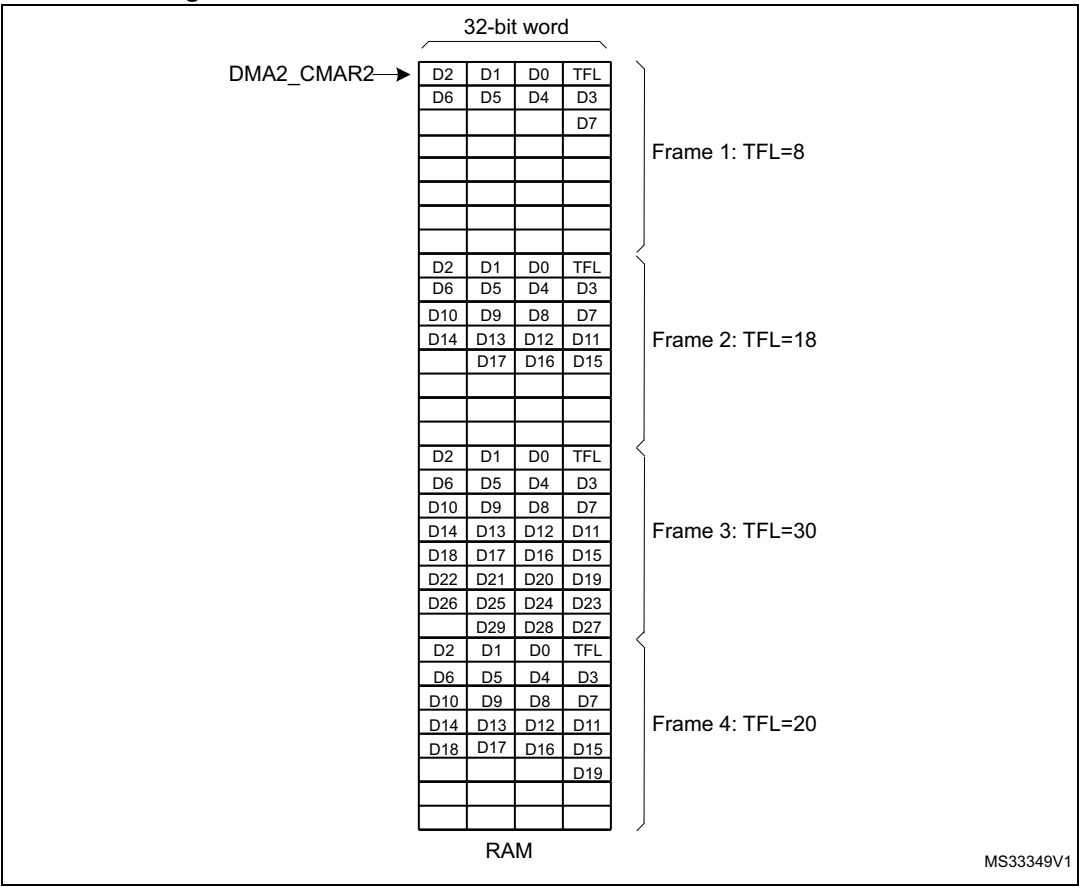 32-bit word
DMA2_CMAR2
D2 D1 D0 TFL
D6 D5 D4 D3
D7
Frame 1: TFL=8
D2 D1 D0 TFL
D6 D5 D4 D3
D10 D9 D8 D7
D14 D13 D12 D11
Frame 2: TFL=18
D17 D16 D15
D2 D1 D0 TFL
D6 D5 D4 D3
D10 D9 D8 D7
D14 D13 D12 D11
Frame 3: TFL=30
D18 D17 D16 D15
D22 D21 D20 D19
D26 D25 D24 D23
D29 D28 D27
D2 D1 D0 TFL
D6 D5 D4 D3
D10 D9 D8 D7
D14 D13 D12 D11
Frame 4: TFL=20
D18 D17 D16 D15
D19
RAM
MS33349V1